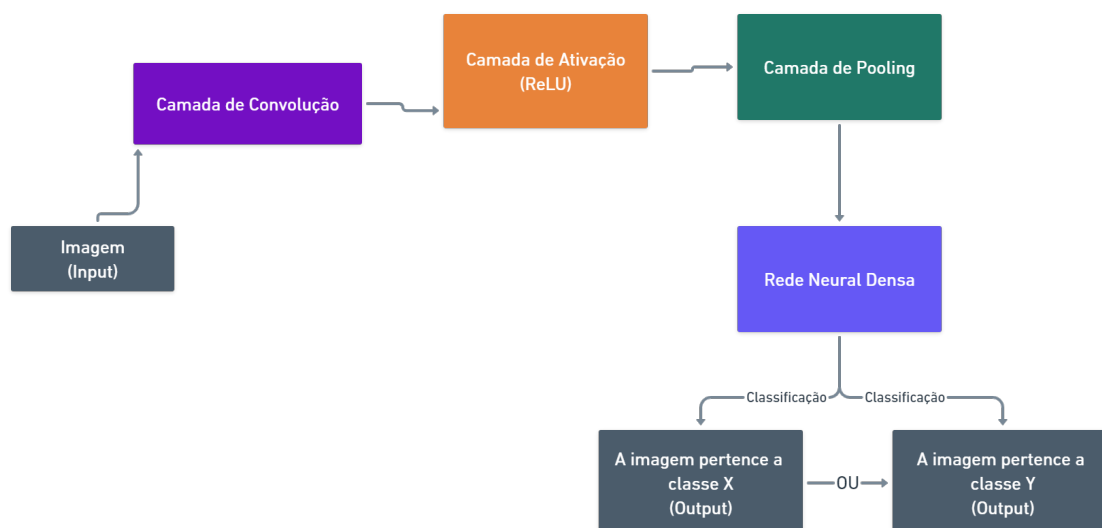 Imagem
(Input)
Camada de Convolução
Camada de Ativação
(ReLU)
Camada de Pooling
Rede Neural Densa
Classificação
Classificação
A imagem pertence a
classe X
(Output)
OU
A imagem pertence a
classe Y
(Output)